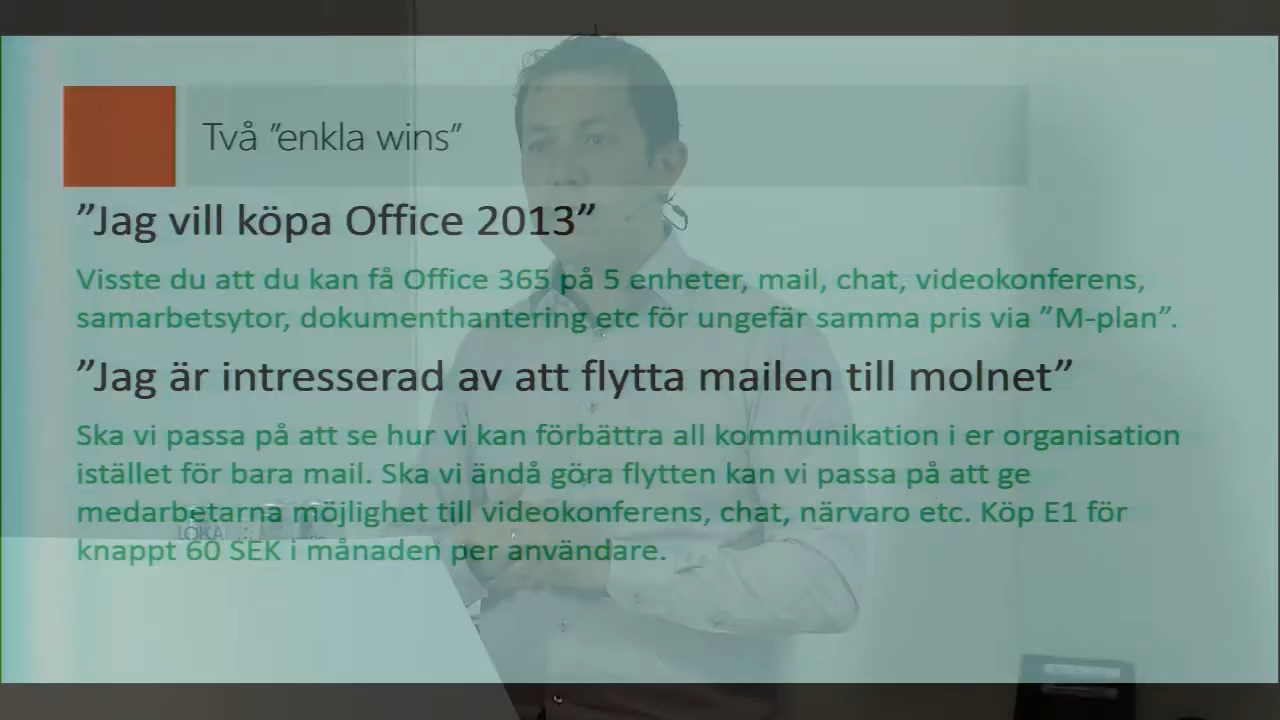 Två ”enkla wins”
”Jag vill köpa Office 2013”
Visste du att du kan få Office 365 på 5 enheter, mail, chat, videokonferens,
samarbetsytor, dokumenthantering etc för ungefär samma pris via ”M-plan”.
”Jag är intresserad av att flytta mailen till molnet”
Ska vi passa på att se hur vi kan förbättra all kommunikation i er organisation
istället för bara mail. Ska vi ändå göra flytten kan vi passa på att ge
medarbetarna möjlighet till videokonferens, chat, närvaro etc. Köp E1 för
LOKA
knappt 60 SEK i månaden per användare.